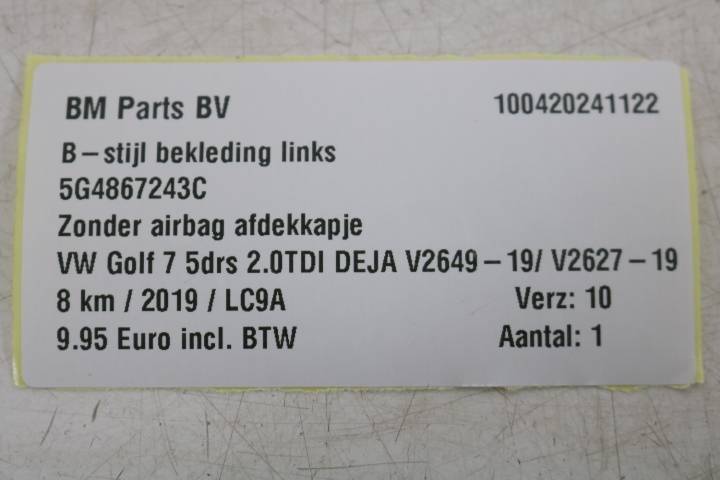 BM Parts BV 100420241122
B-stijl bekleding links
5G4867243C
Zonder airbag afdekkapje
VW Golf 7 5drs 2.0TDI DEJA V2649-19/ V2627-19
8 km / 2019 / LC9A Verz: 10
9.95 Euro incl. BTW Aantal: 1